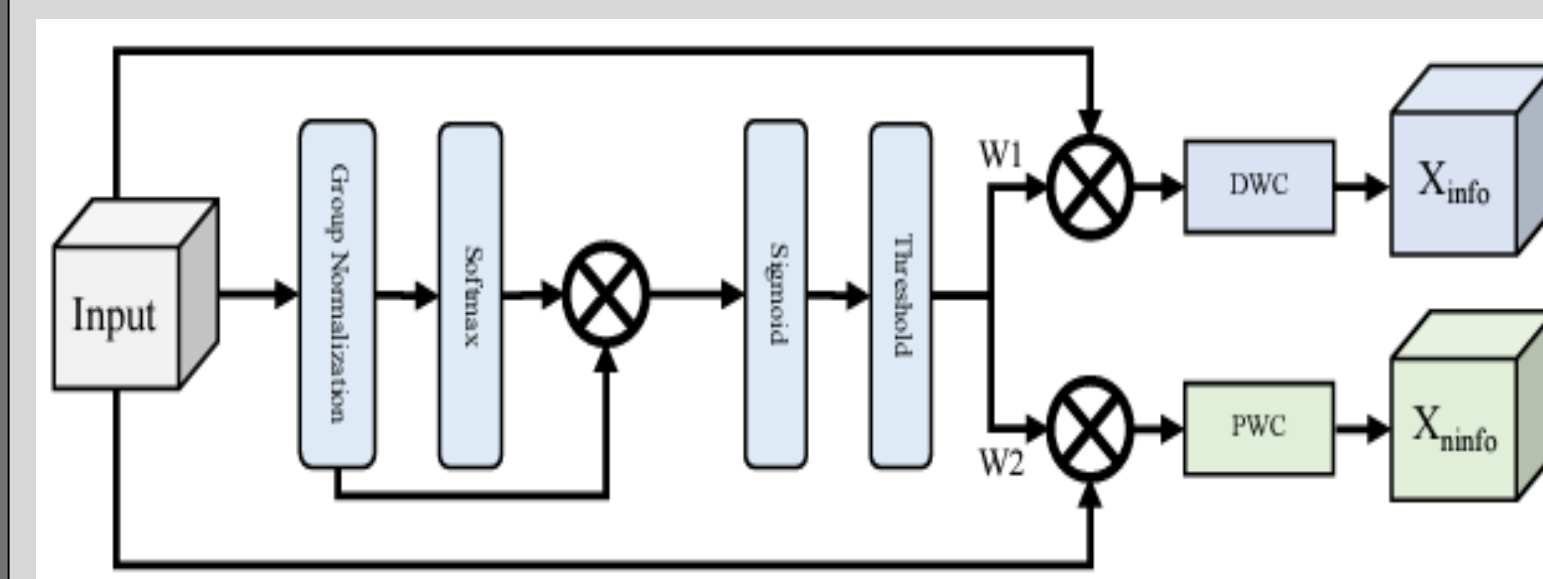 Input
Group Normalization
Softmax
Sigmoid
Threshold
W1
W2
DWC
PWC
Xinfo
Xninfo